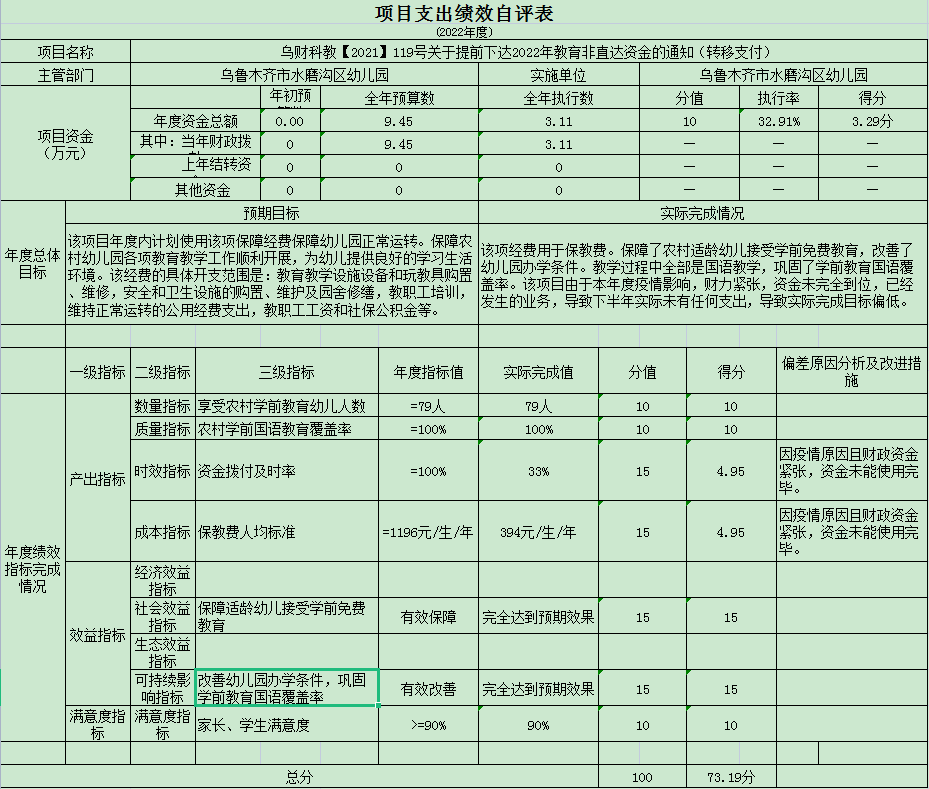 项目支出绩效自评表
(2022年度)
项目名称 乌财科教【2021】119号关于提前下达2022年教育非直达资金的通知（转移支付）
主管部门 乌鲁木齐市水磨沟区幼儿园 实施单位 乌鲁木齐市水磨沟区幼儿园
项目资金
（万元）
年初预 全年预算数 全年执行数 分值 执行率 得分
年度资金总额 0.00 9.45 3.11 10 32.91% 3.29分
其中：当年财政拨 0 9.45 3.11 — — —
上年结转资 0 0 0 — — —
其他资金 0 0 0 — — —
年度总体
目标
预期目标 实际完成情况
该项目年度内计划使用该项保障经费保障幼儿园正常运转。保障农
村幼儿园各项教育教学工作顺利开展，为幼儿提供良好的学习生活
环境。该经费的具体开支范围是：教育教学设施设备和玩教具购置
、维修，安全和卫生设施的购置、维护及园舍修缮，教职工培训，
维持正常运转的公用经费支出，教职工工资和社保公积金等。
该项经费用于保教费。保障了农村适龄幼儿接受学前免费教育，改善了
幼儿园办学条件。教学过程中全部是国语教学，巩固了学前教育国语覆
盖率。该项目由于本年度疫情影响，财力紧张，资金未完全到位，已经
发生的业务，导致下半年实际未有任何支出，导致实际完成目标偏低。
一级指标 二级指标 三级指标 年度指标值 实际完成值 分值 得分 偏差原因分析及改进措
施
年度绩效
指标完成
情况
产出指标
数量指标 享受农村学前教育幼儿人数 =79人 79人 10 10
质量指标 农村学前国语教育覆盖率 =100% 100% 10 10
时效指标 资金拨付及时率 =100% 33% 15 4.95
因疫情原因且财政资金
紧张，资金未能使用完
毕。
成本指标 保教费人均标准 =1196元/生/年 394元/生/年 15 4.95
因疫情原因且财政资金
紧张，资金未能使用完
毕。
效益指标
经济效益
指标
社会效益
指标
保障适龄幼儿接受学前免费
教育
有效保障 完全达到预期效果 15 15
生态效益
指标
可持续影
响指标
改善幼儿园办学条件，巩固
学前教育国语覆盖率
有效改善 完全达到预期效果 15 15
满意度指
标
满意度指
标
家长、学生满意度 >=90% 90% 10 10
总分 100 73.19分